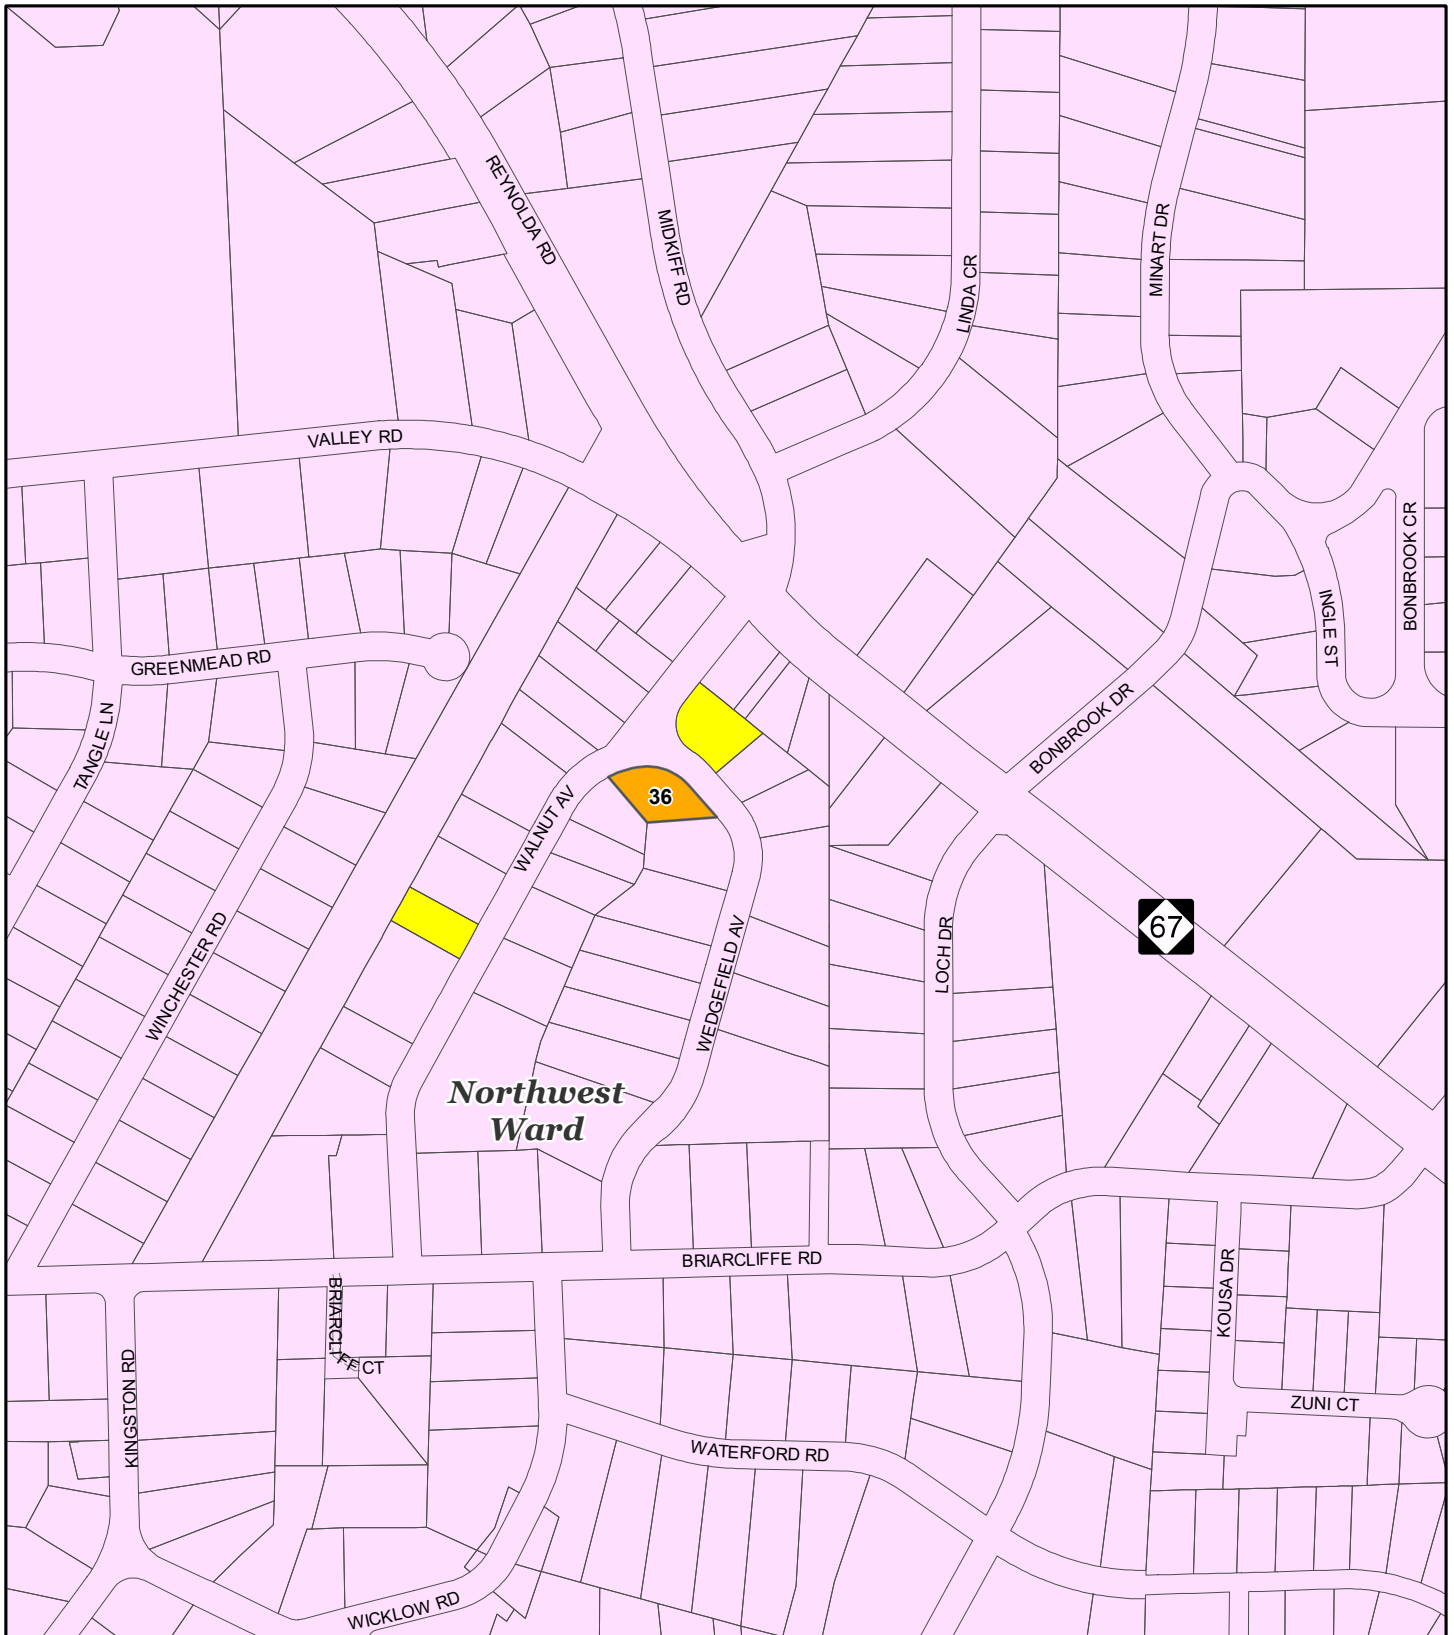 REYNOLDA RD
MIDKIFF RD
LINDA CR
MINART DR
VALLEY RD
BONBROOK CR
INGLE ST
GREENMEAD RD
TANGLE LN
BONBROOK DR
36
WALNUT AV
67
WINCHESTER RD
WEDGEFIELD AV
LOCH DR
Northwest
Ward
BRIARCLIFFE RD
KOUSA DR
BRIARCLIFFE CT
KINGSTON RD
ZUNI CT
WATERFORD RD
WICKLOW RD